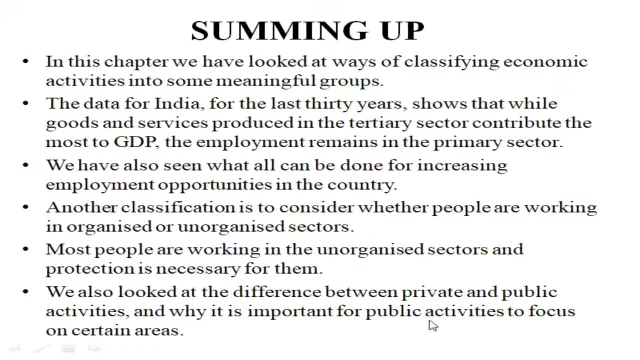 SUMMING UP
• In this chapter we have looked at ways of classifying economic
activities into some meaningful groups.
• The data for India, for the last thirty years, shows that while
goods and services produced in the tertiary sector contribute the
most to GDP, the employment remains in the primary sector.
• We have also seen what all can be done for increasing
employment opportunities in the country.
• Another classification is to consider whether people are working
in organised or unorganised sectors.
• Most people are working in the unorganised sectors and
protection is necessary for them.
• We also looked at the difference between private and public
activities, and why it is important for public activities to focus
on certain areas.